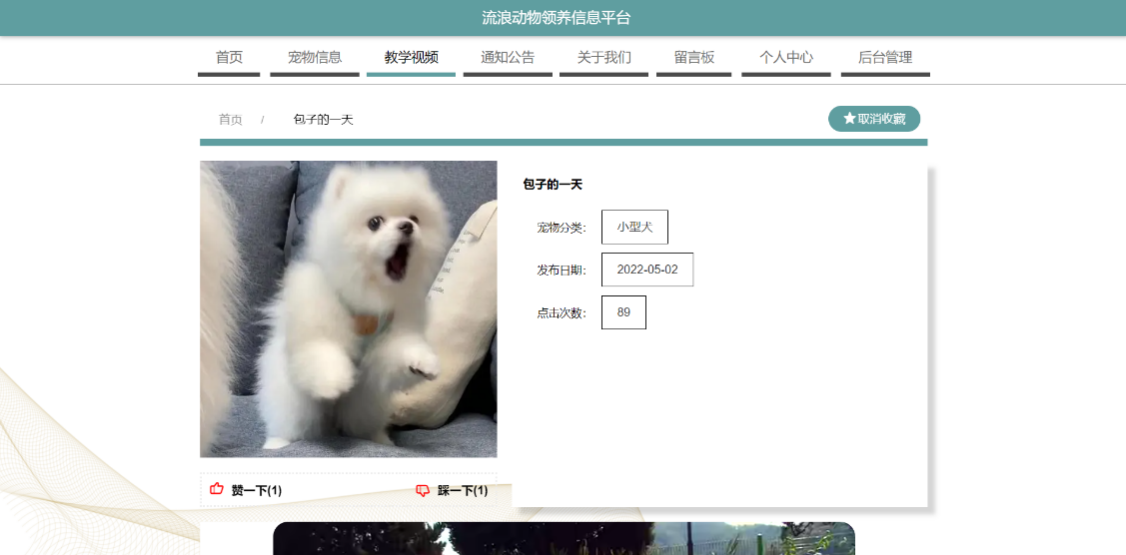 流浪动物领养信息平台
首页 宠物信息 教学视频 通知公告 关于我们 留言板 个人中心 后台管理
首页 / 包子的一天 取消收藏
包子的一天
宠物分类: 小型犬
发布日期: 2022-05-02
点击次数: 89
赞一下(1) 踩一下(1)